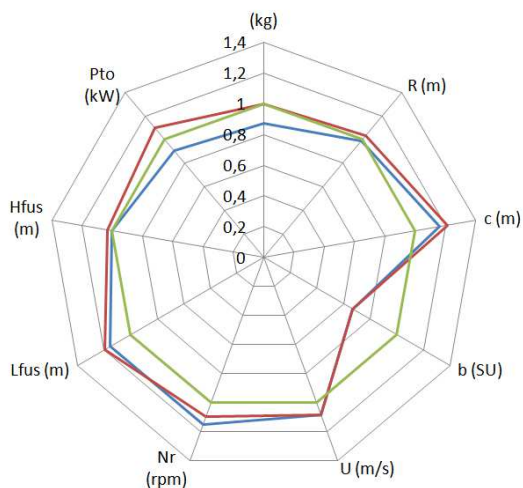 (kg)
1,4
1,2
1
0,8
0,6
0,4
0,2
0
R (m)
c (m)
b (SU)
U (m/s)
Nr
(rpm)
Lfus (m)
Hfus
(m)
Pto
(kW)